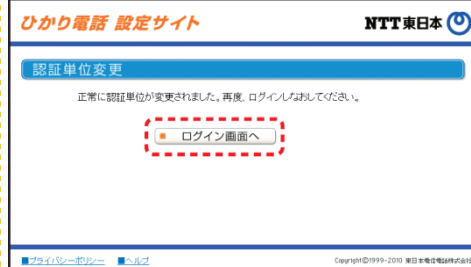 ひかり電話 設定サイト
NTT東日本
認証単位変更
正常に認証単位が変更されました。再度、ログインしなおしてください。
ログイン画面へ
プライバシーポリシー ヘルプ
Copyright©1999-2010 東日本電信電話株式会社